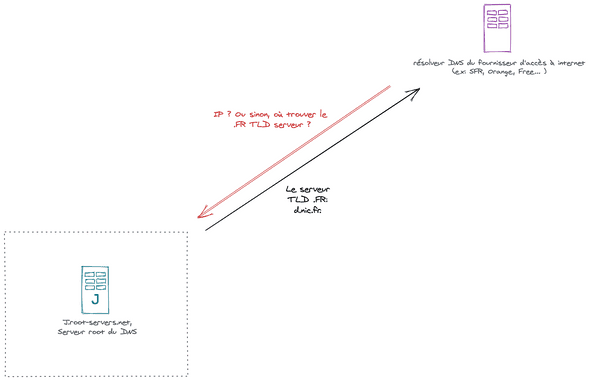 résolveur DNS du fournisseur d'accès à internet
(ex: SFR, Orange, Free... )
IP ? Ou sinon, où trouver le
.FR TLD serveur ?
Le serveur
TLD .FR:
d.nic.fr.
J
J.root-servers.net,
Serveur root du DNS